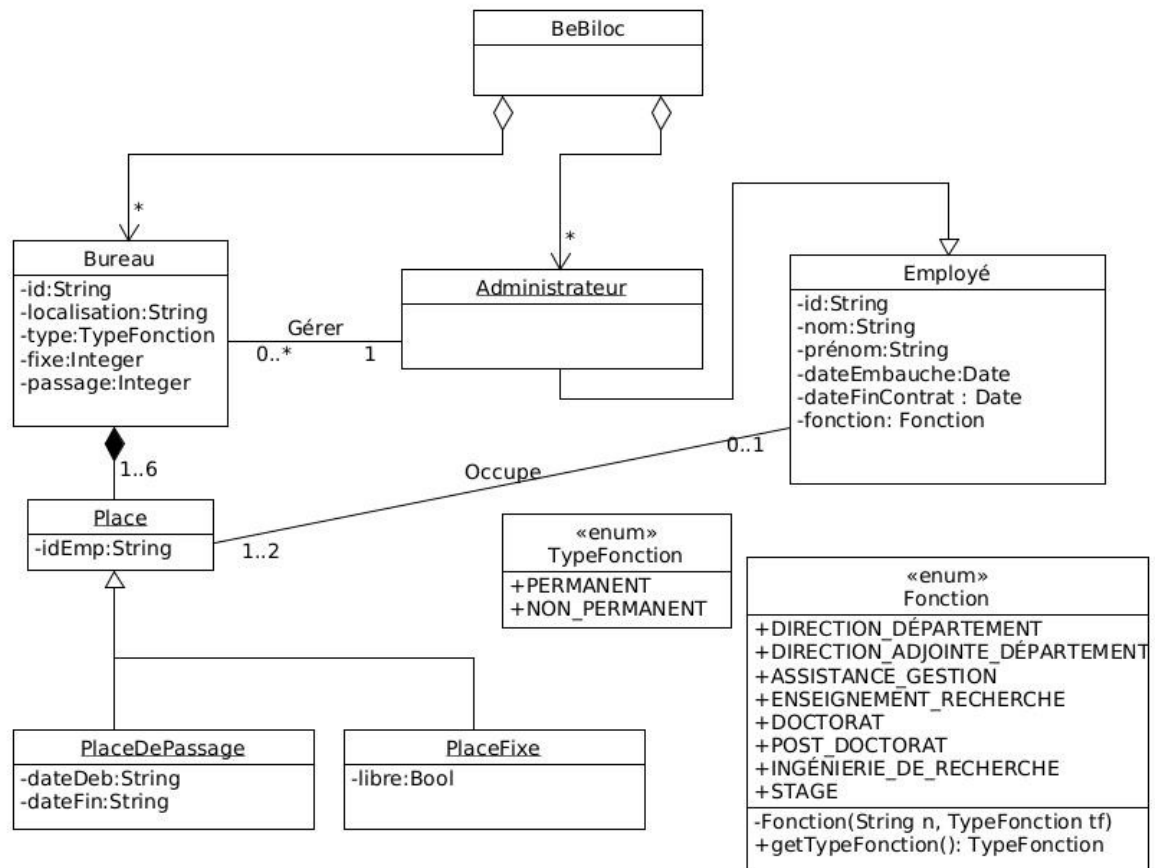 BeBiloc
*
*
Bureau
-id:String
-localisation:String
-type:TypeFonction
-fixe:Integer
-passage:Integer
Gérer
0..*
1
Administrateur
Employé
-id:String
-nom:String
-prénom:String
-dateEmbauche:Date
-dateFinContrat : Date
-fonction: Fonction
1..6
Occupe
0..1
1..2
Place
-idEmp:String
«enum»
TypeFonction
+PERMANENT
+NON_PERMANENT
«enum»
Fonction
+DIRECTION_DÉPARTEMENT
+DIRECTION_ADJOINTE_DÉPARTEMENT
+ASSISTANCE_GESTION
+ENSEIGNEMENT_RECHERCHE
+DOCTORAT
+POST_DOCTORAT
+INGÉNIERIE_DE_RECHERCHE
+STAGE
-Fonction(String n, TypeFonction tf)
+getTypeFonction(): TypeFonction
PlaceDePassage
-dateDeb:String
-dateFin:String
PlaceFixe
-libre:Bool